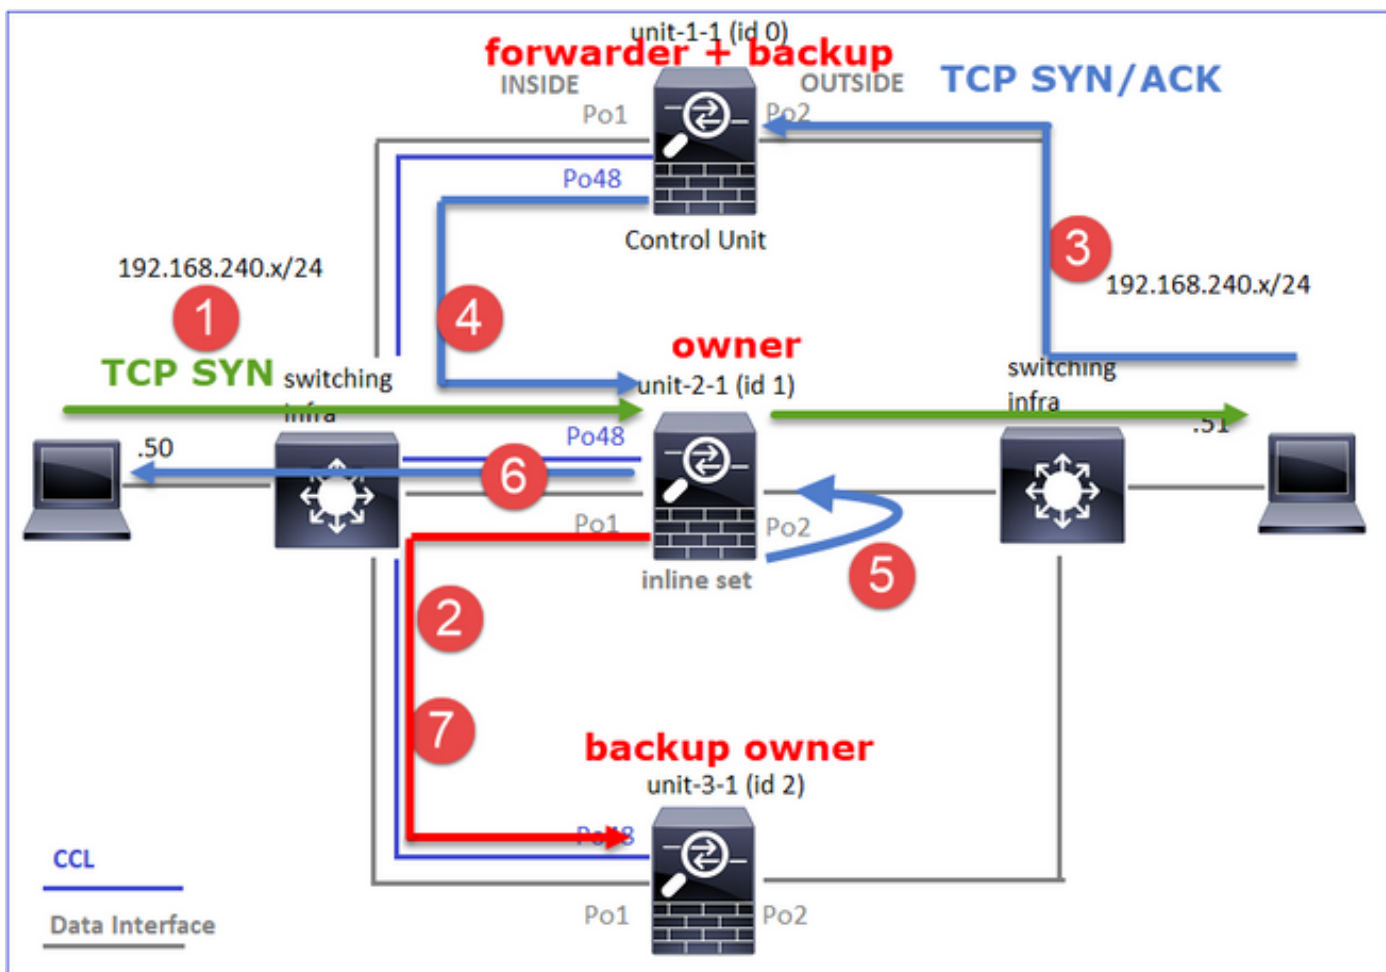 unit-1-1 (id 0)
forwarder + backup
INSIDE
OUTSIDE
TCP SYN/ACK
Po1
Po2
Po48
Control Unit
3
192.168.240.x/24
192.168.240.x/24
1
4
owner
TCP SYN
switching
infra
unit-2-1 (id 1)
switching
infra
.50
Po48
.51
6
Po1
Po2
5
inline set
2
7
backup owner
unit-3-1 (id 2)
Po48
CCL
Po1
Po2
Data Interface